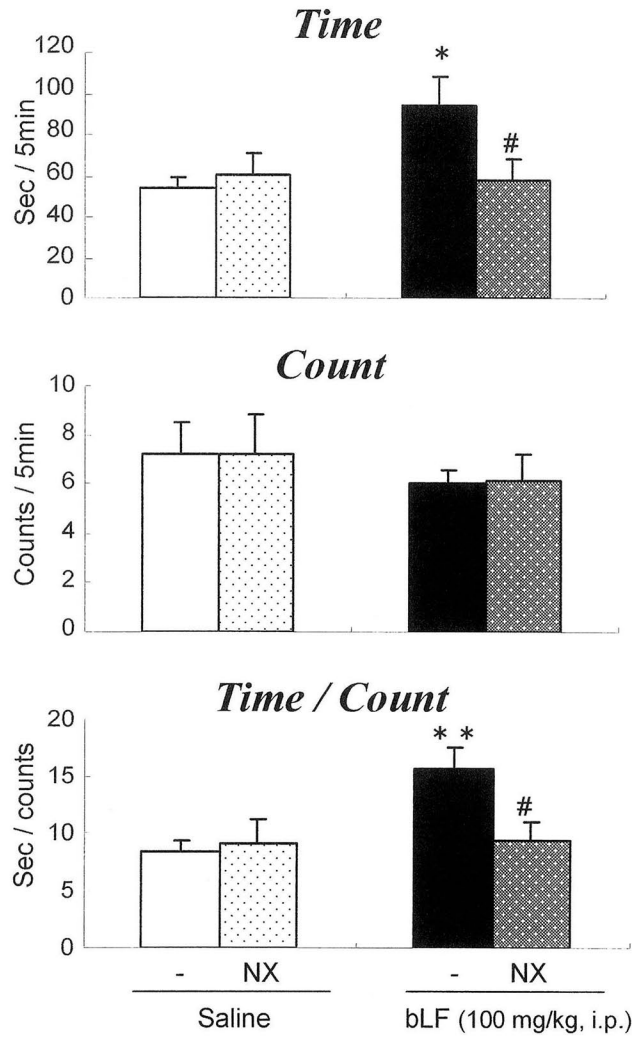 Time
120
100
80
60
40
20
0
Sec / 5min
*
#
Count
10
8
6
4
2
0
Counts / 5min
Time / Count
20
15
10
5
0
Sec / counts
* *
#
- NX - NX
Saline bLF (100 mg/kg, i.p.)